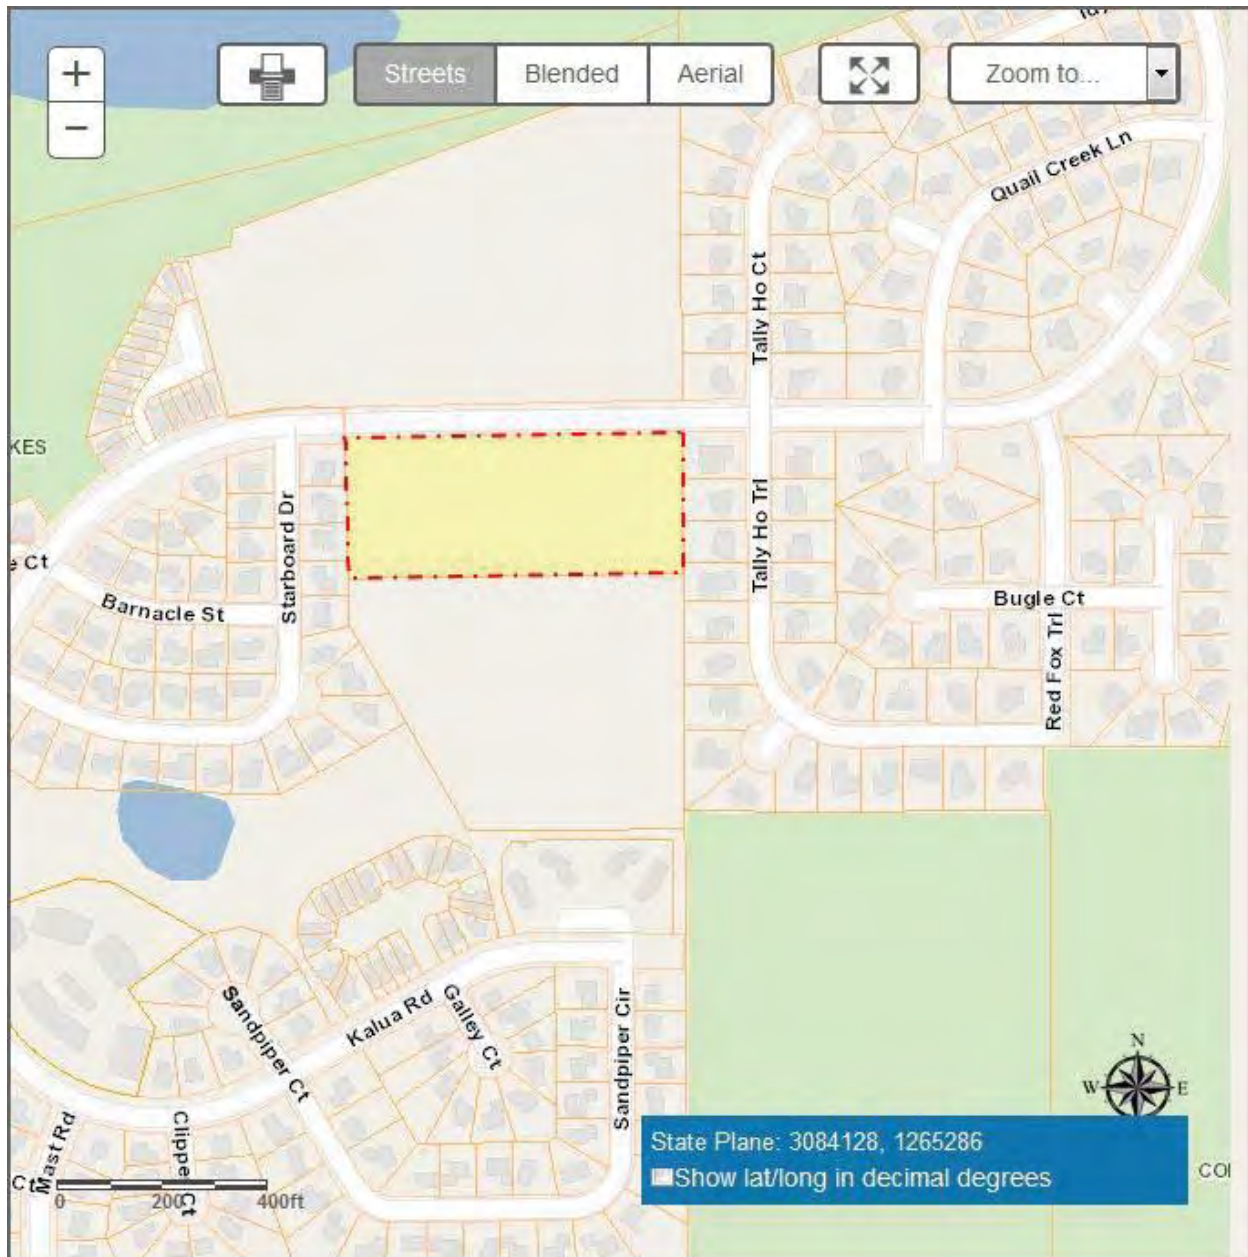 +
Streets
Blended
Aerial
Zoom to...
−
Quail Creek Ln
Tally Ho Ct
KES
Starboard Dr
Tally Ho Trl
e Ct
Barnacle St
Bugle Ct
Red Fox Trl
Sandpiper Ct
Kalua Rd
Galley Ct
Sandpiper Cir
N
W
E
Mast Rd
Clipper Ct
Ct
State Plane: 3084128, 1265286
Show lat/long in decimal degrees
0
200
400ft